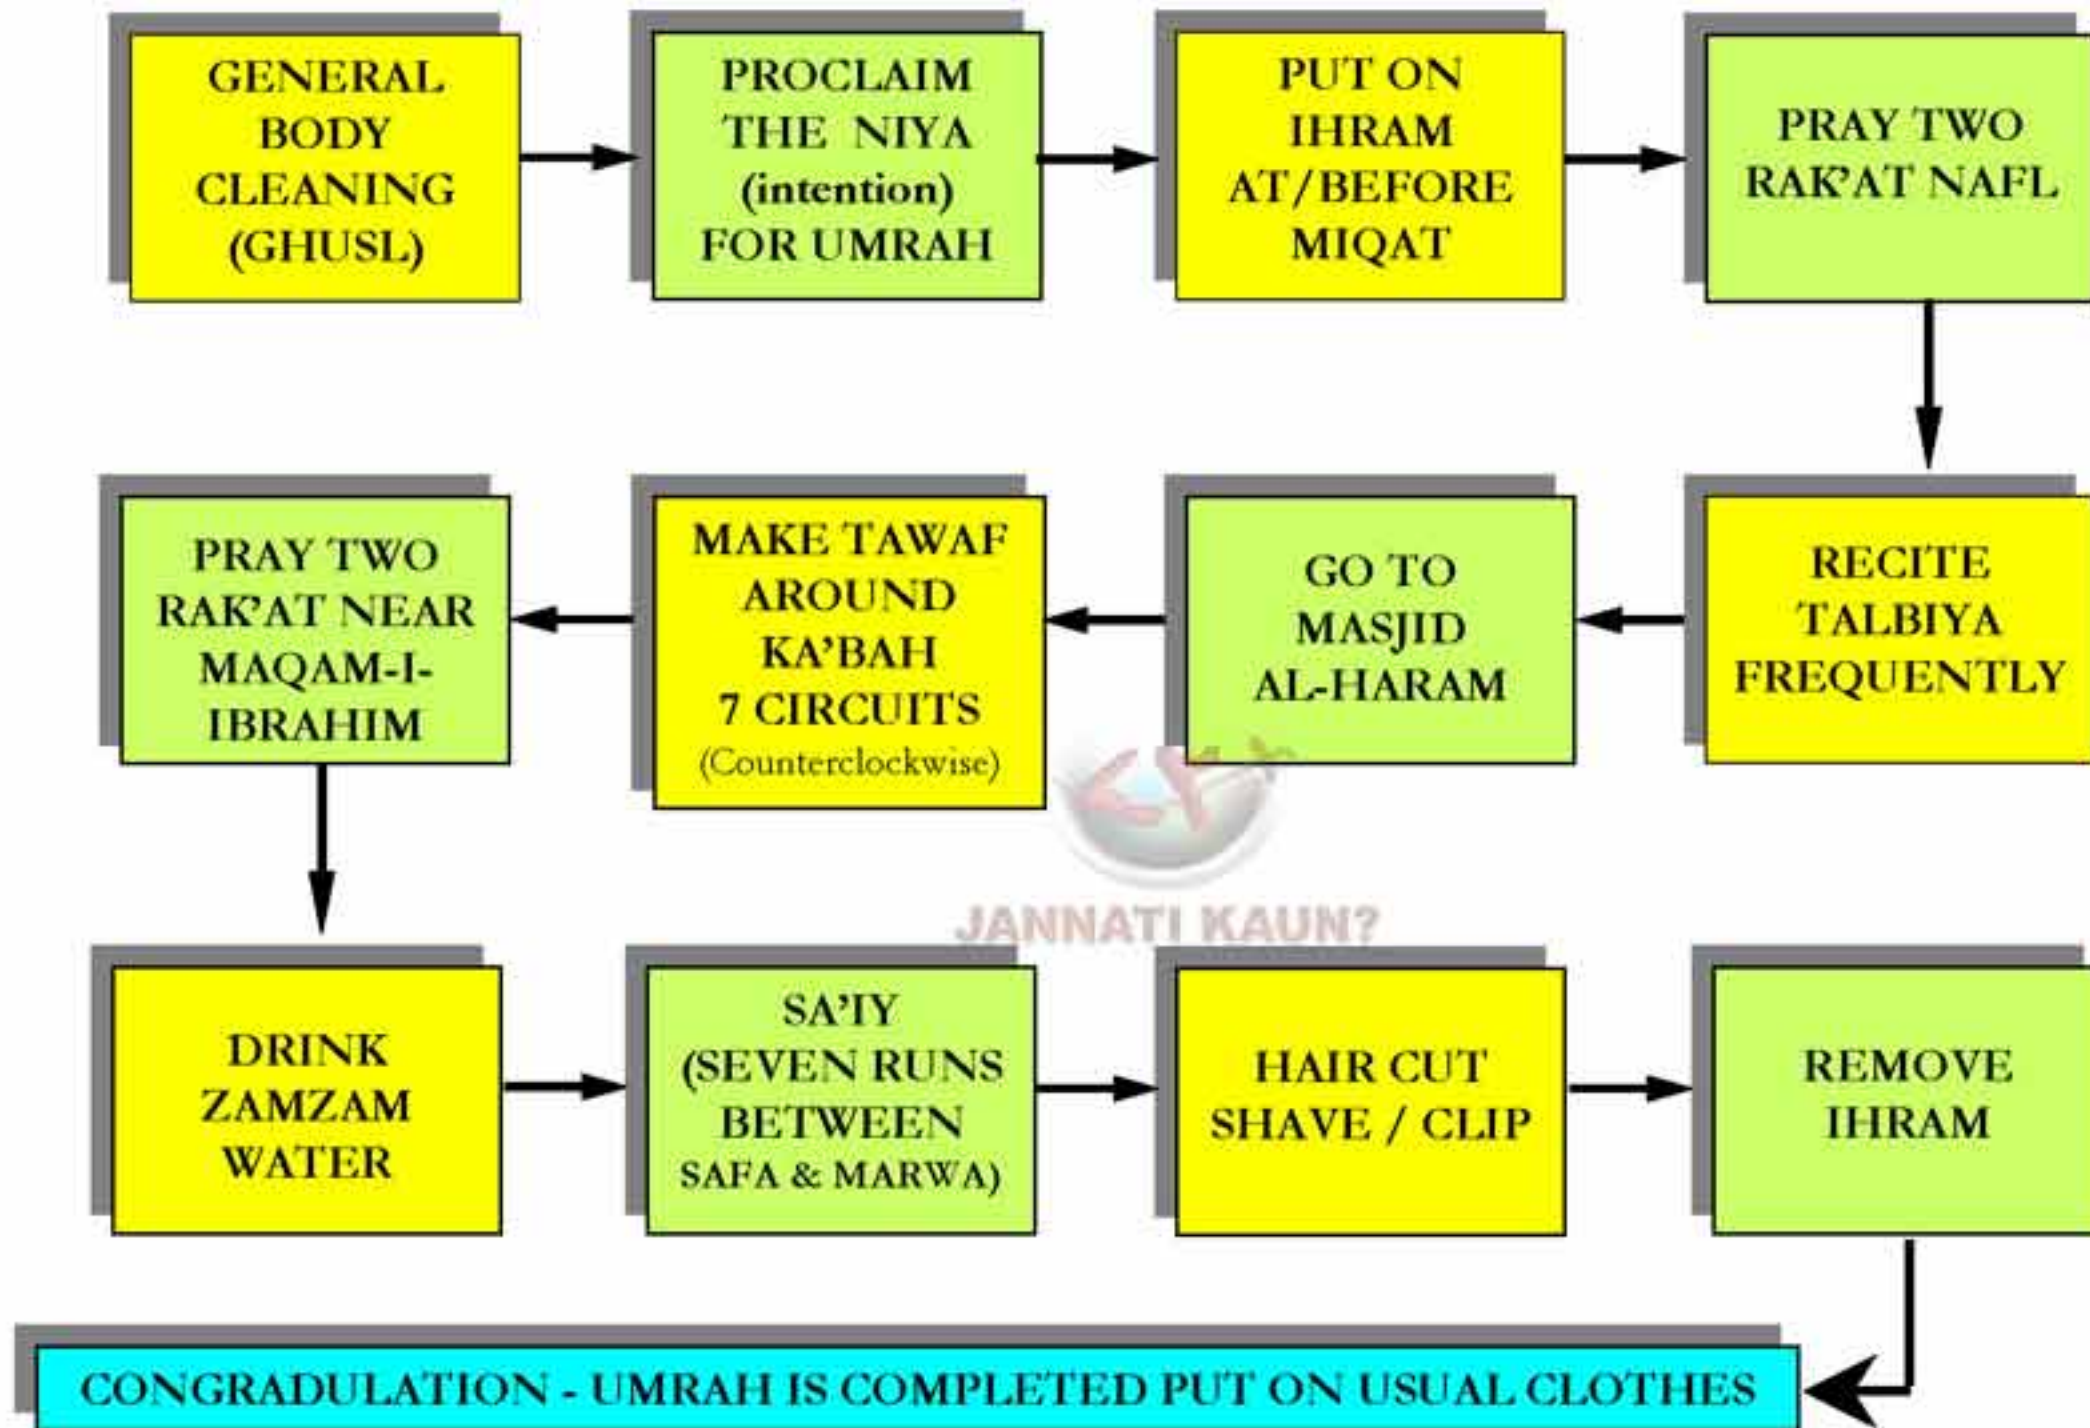 GENERAL
BODY
CLEANING
(GHUSL)
PROCLAIM
THE NIYA
(intention)
FOR UMRAH
PUT ON
IHRAM
AT/BEFORE
MIQAT
PRAY TWO
RAK'AT NAFL
RECITE
TALBIYA
FREQUENTLY
GO TO
MASJID
AL-HARAM
MAKE TAWAF
AROUND
KA'BAH
7 CIRCUITS
(Counterclockwise)
PRAY TWO
RAK'AT NEAR
MAQAM-I-
IBRAHIM
JANNATI KAUN?
DRINK
ZAMZAM
WATER
SA'IY
(SEVEN RUNS
BETWEEN
SAFA & MARWA)
HAIR CUT
SHAVE / CLIP
REMOVE
IHRAM
CONGRADULATION - UMRAH IS COMPLETED PUT ON USUAL CLOTHES